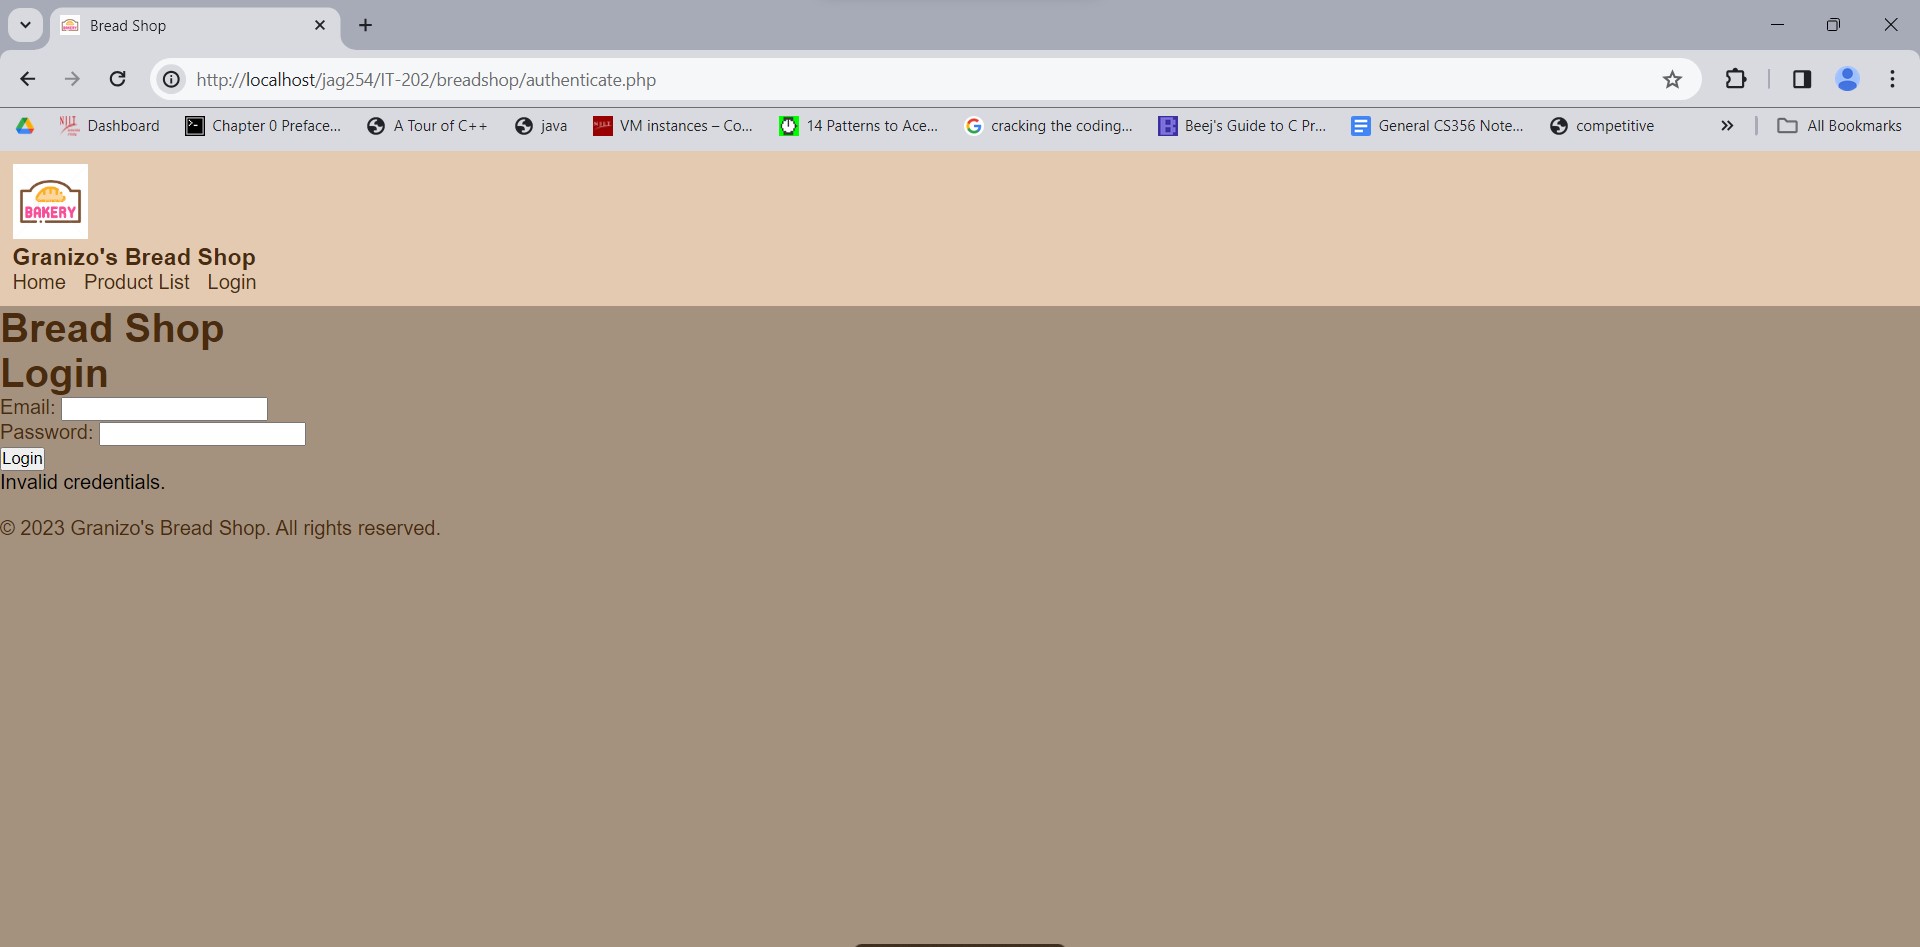 Bread Shop
http://localhost/jag254/IT-202/breadshop/authenticate.php
Dashboard Chapter 0 Preface... A Tour of C++ java VM instances – Co... 14 Patterns to Ace... cracking the coding... Beej's Guide to C Pr... General CS356 Note... competitive » All Bookmarks
BAKERY
Granizo's Bread Shop
Home Product List Login
Bread Shop
Login
Email:
Password:
Login
Invalid credentials.
© 2023 Granizo's Bread Shop. All rights reserved.